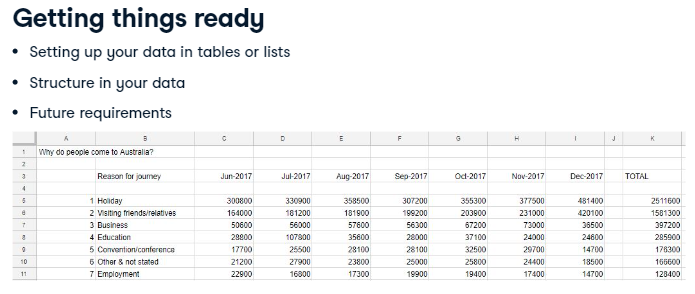 Getting things ready
• Setting up your data in tables or lists
• Structure in your data
• Future requirements
A B C D E F G H I J K
1 Why do people come to Australia?
2
3 Reason for journey Jun-2017 Jul-2017 Aug-2017 Sep-2017 Oct-2017 Nov-2017 Dec-2017 TOTAL
4
5 1 Holiday 300800 330900 358500 307200 355300 377500 481400 2511600
6 2 Visiting friends/relatives 164000 181200 181900 199200 203900 231000 420100 1581300
7 3 Business 50600 56000 57600 56300 67200 73000 36500 397200
8 4 Education 28800 107800 35600 28000 37100 24000 24600 285900
9 5 Convention/conference 17700 25500 28100 28100 32500 29700 14700 176300
10 6 Other & not stated 21200 27900 23800 25000 25800 24400 18500 166600
11 7 Employment 22900 16800 17300 19900 19400 17400 14700 128400